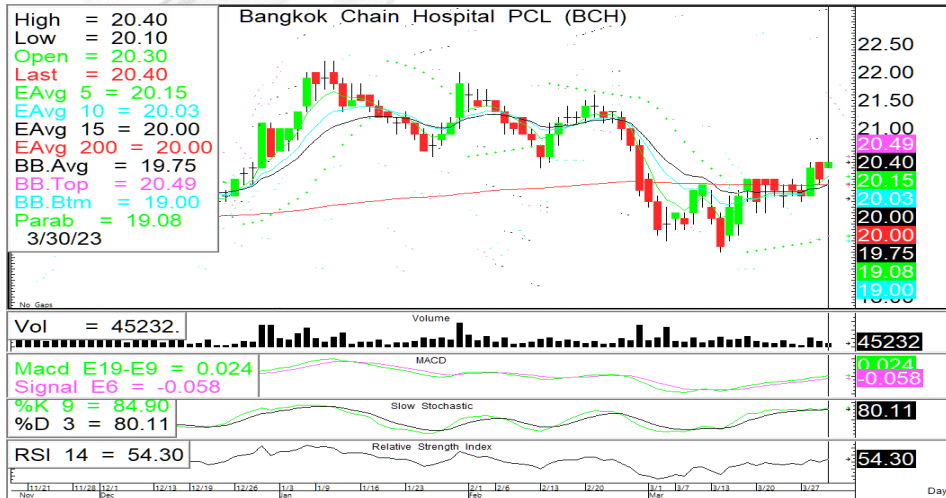 Bangkok Chain Hospital PCL (BCH)
High = 20.40
Low = 20.10
Open = 20.30
Last = 20.40
EAvg 5 = 20.15
EAvg 10 = 20.03
EAvg 15 = 20.00
EAvg 200 = 20.00
BB.Avg = 19.75
BB.Top = 20.49
BB.Btm = 19.00
Parab = 19.08
3/30/23
22.50
22.00
21.50
21.00
20.49
20.40
20.15
20.03
20.00
20.00
19.75
19.08
19.00
No Gaps
Vol = 45232.
Volume
45232
Macd E19-E9 = 0.024
Signal E6 = -0.058
MACD
0.024
-0.058
%K 9 = 84.90
%D 3 = 80.11
Slow Stochastic
80.11
RSI 14 = 54.30
Relative Strength Index
54.30
11/21 11/28 12/1 12/13 12/19 12/26 1/3 1/9 1/16 1/23 2/1 2/6 2/13 2/20 3/1 3/7 3/13 3/20 3/27
Nov Dec Jan Feb Mar
Day